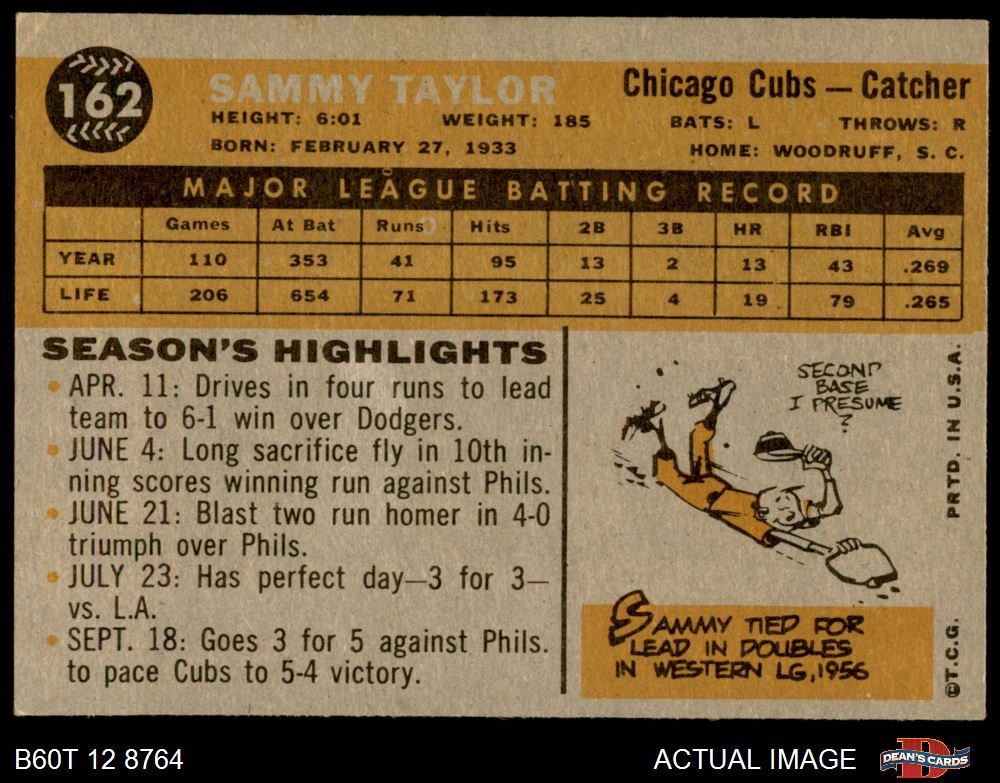 162
SAMMY TAYLOR
Chicago Cubs — Catcher
HEIGHT: 6:01 WEIGHT: 185 BATS: L THROWS: R
BORN: FEBRUARY 27, 1933 HOME: WOODRUFF, S. C.
MAJOR LEAGUE BATTING RECORD
Games At Bat Runs Hits 2B 3B HR RBI Avg
YEAR 110 353 41 95 13 2 13 43 .269
LIFE 206 654 71 173 25 4 19 79 .265
SEASON'S HIGHLIGHTS
• APR. 11: Drives in four runs to lead
team to 6-1 win over Dodgers.
• JUNE 4: Long sacrifice fly in 10th in-
ning scores winning run against Phils.
• JUNE 21: Blast two run homer in 4-0
triumph over Phils.
• JULY 23: Has perfect day—3 for 3—
vs. L.A.
• SEPT. 18: Goes 3 for 5 against Phils.
to pace Cubs to 5-4 victory.
SECOND
BASE
I PRESUME
?
SAMMY TIED FOR
LEAD IN DOUBLES
IN WESTERN LG, 1956
©T.C.G. PRTD. IN U.S.A.
B60T 12 8764
ACTUAL IMAGE
D
DEAN'S CARDS